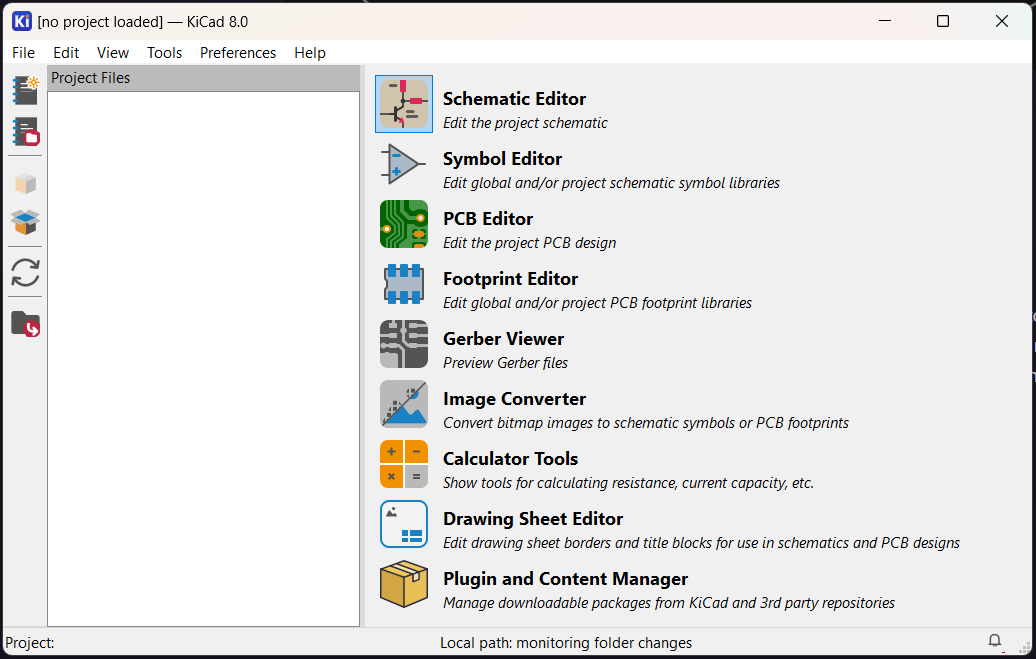 [no project loaded] — KiCad 8.0
File Edit View Tools Preferences Help
Project Files
Schematic Editor
Edit the project schematic
Symbol Editor
Edit global and/or project schematic symbol libraries
PCB Editor
Edit the project PCB design
Footprint Editor
Edit global and/or project PCB footprint libraries
Gerber Viewer
Preview Gerber files
Image Converter
Convert bitmap images to schematic symbols or PCB footprints
Calculator Tools
Show tools for calculating resistance, current capacity, etc.
Drawing Sheet Editor
Edit drawing sheet borders and title blocks for use in schematics and PCB designs
Plugin and Content Manager
Manage downloadable packages from KiCad and 3rd party repositories
Project: Local path: monitoring folder changes